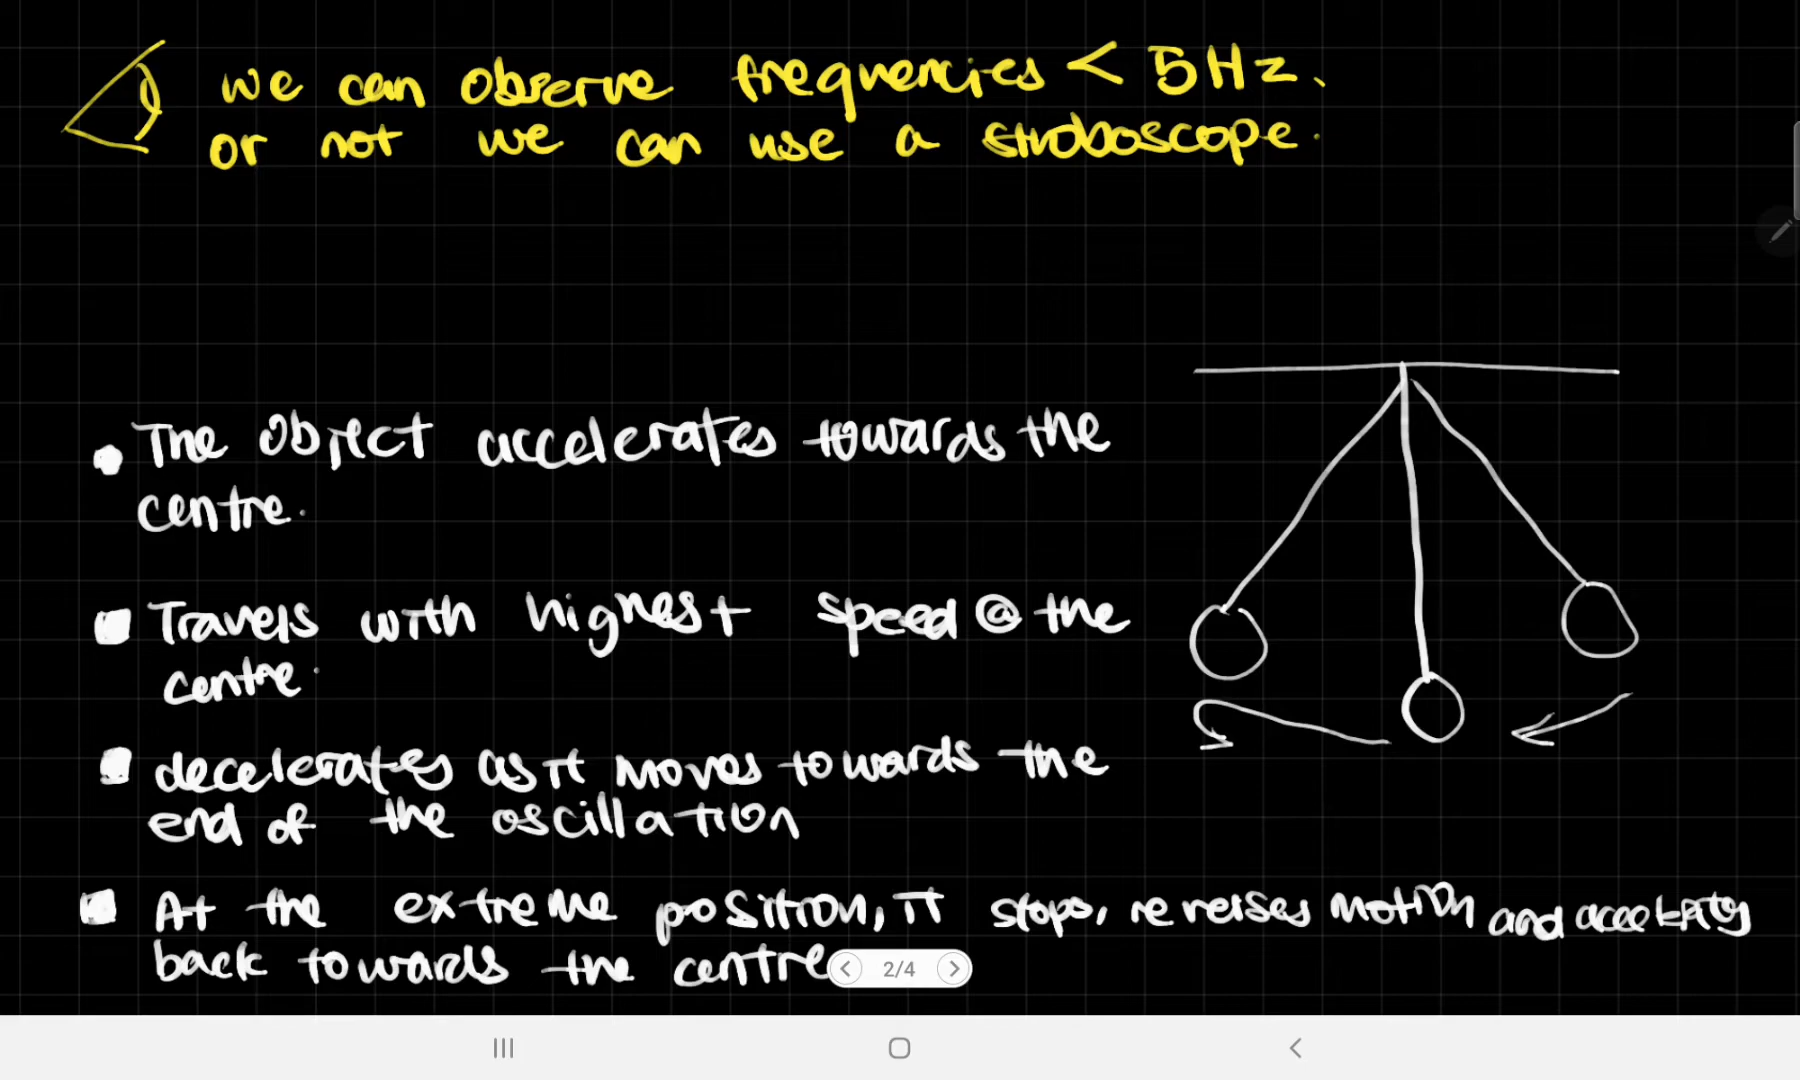 we can observe frequencies < 5Hz.
or not we can use a stroboscope.
• The object accelerates towards the
centre.
▪ Travels with highest speed @ the
centre.
▪ decelerates as it moves towards the
end of the oscillation
▪ At the extreme position, it stops, reverses motion and accelerates
back towards the centre
2/4